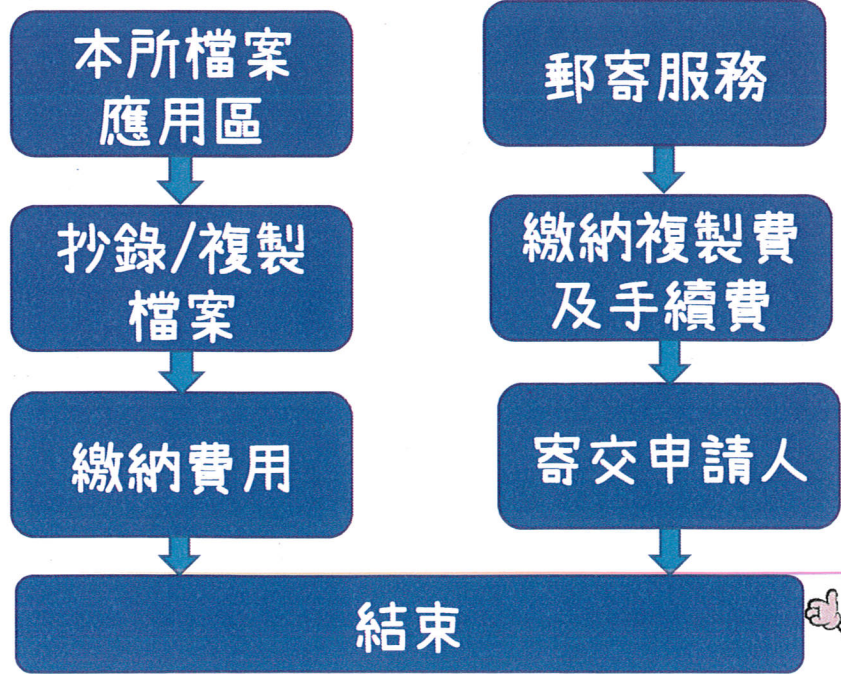 本所檔案
應用區
抄錄/複製
檔案
繳納費用
郵寄服務
繳納複製費
及手續費
寄交申請人
結束